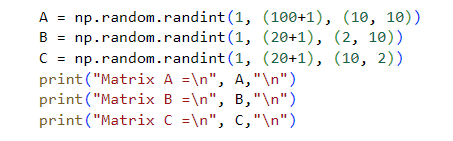 A = np.random.randint(1, (100+1), (10, 10))
B = np.random.randint(1, (20+1), (2, 10))
C = np.random.randint(1, (20+1), (10, 2))
print("Matrix A =\n", A,"\n")
print("Matrix B =\n", B,"\n")
print("Matrix C =\n", C,"\n")